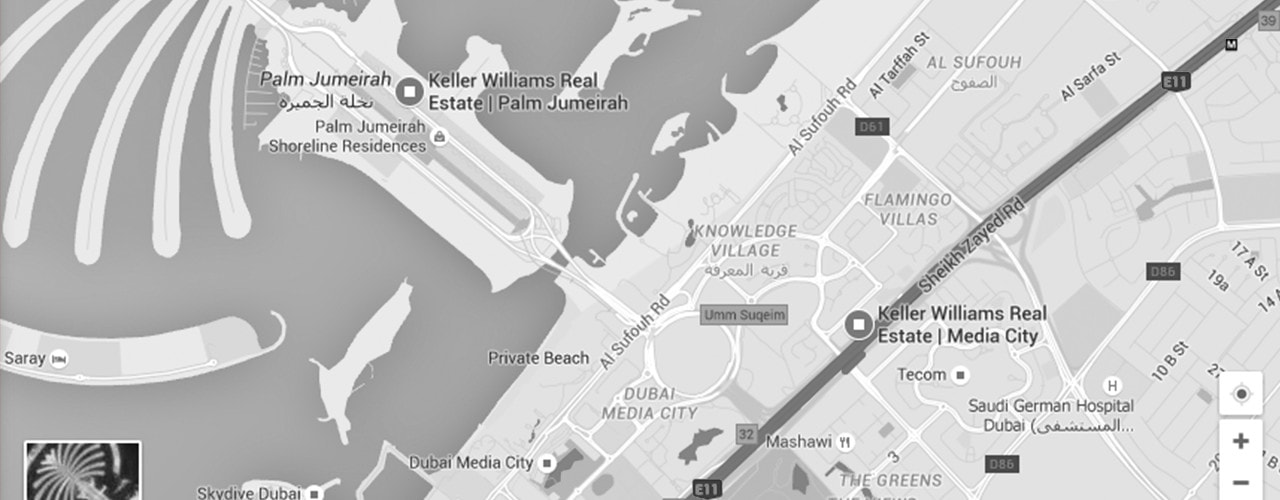 39
M
Al Tarffah St
AL SUFOUH
الصفوح
Al Sarfa St
E11
Palm Jumeirah
نخلة الجميرة
Keller Williams Real
Estate | Palm Jumeirah
Al Sufouh Rd
D61
Palm Jumeirah
Shoreline Residences
FLAMINGO
VILLAS
KNOWLEDGE
VILLAGE
قرية المعرفة
Sheikh Zayed Rd
17 A St
D86
19a
Umm Suqeim
Al Sufouh Rd
Keller Williams Real
Estate | Media City
Saray
Private Beach
10 B St
Tecom
H
DUBAI
MEDIA CITY
Saudi German Hospital
Dubai (المستشفى...
32
Mashawi
Dubai Media City
3
D86
THE GREENS
E11
Skydive Dubai